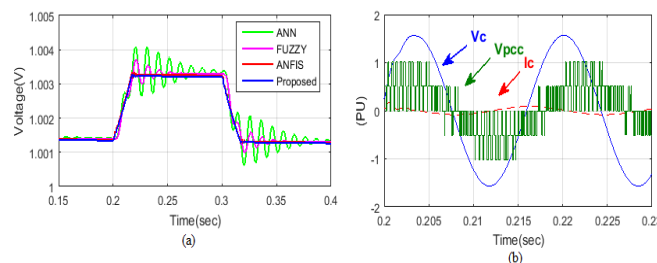 1.005
1.004
1.003
1.002
1.001
1
Voltage(V)
0.15
0.2
0.25
0.3
0.35
0.4
Time(sec)
ANN
FUZZY
ANFIS
Proposed
(a)
2
1
0
-1
-2
(PU)
Vc
Vpcc
Ic
0.2
0.205
0.21
0.215
0.22
0.225
0.23
Time(sec)
(b)